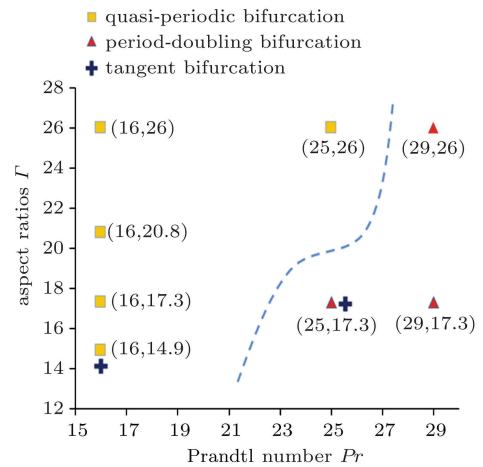 quasi-periodic bifurcation
period-doubling bifurcation
tangent bifurcation
28
26
24
22
20
18
16
14
12
aspect ratios Γ
(16,26)
(25,26)
(29,26)
(16,20.8)
(16,17.3)
(25,17.3)
(29,17.3)
(16,14.9)
15 17 19 21 23 25 27 29
Prandtl number Pr